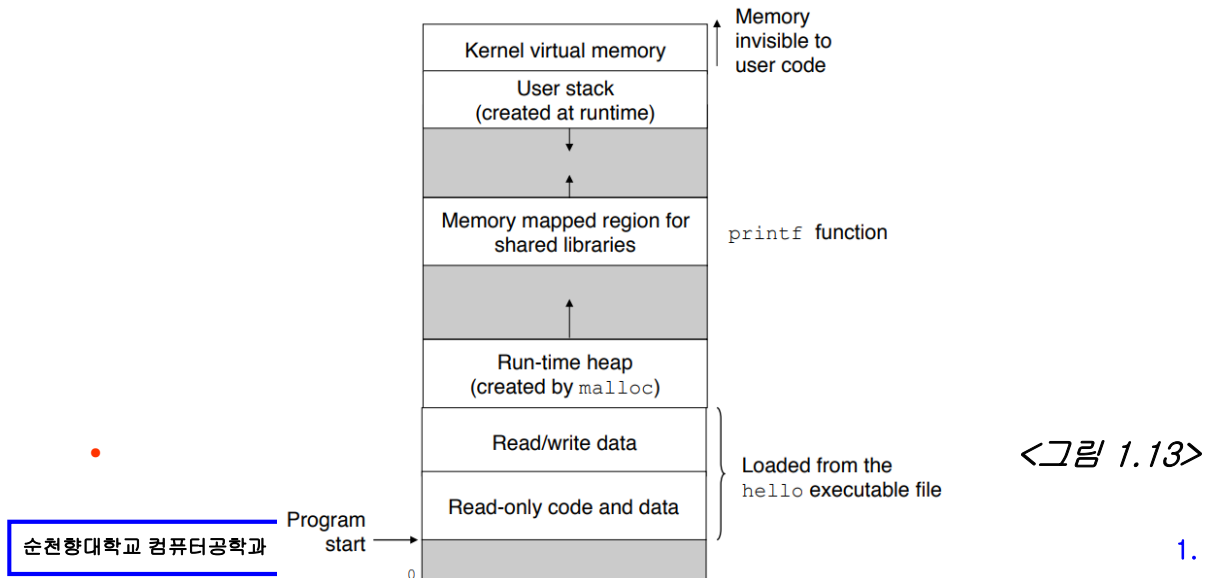 Memory
invisible to
user code
Kernel virtual memory
User stack
(created at runtime)
Memory mapped region for
shared libraries
printf function
Run-time heap
(created by malloc)
Read/write data
<그림 1.13>
Loaded from the
hello executable file
Read-only code and data
Program
start
순천향대학교 컴퓨터공학과
1.
0